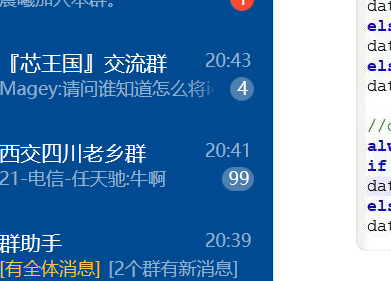 晨曦加入本群。
1
『芯王国』交流群 20:43
Magey:请问谁知道怎么将i 4
西交四川老乡群 20:41
21-电信-任天驰:牛啊 99
群助手 20:39
[有全体消息] [2个群有新消息]
dat
els
dat
els
dat
//c
alw
if
dat
els
dat